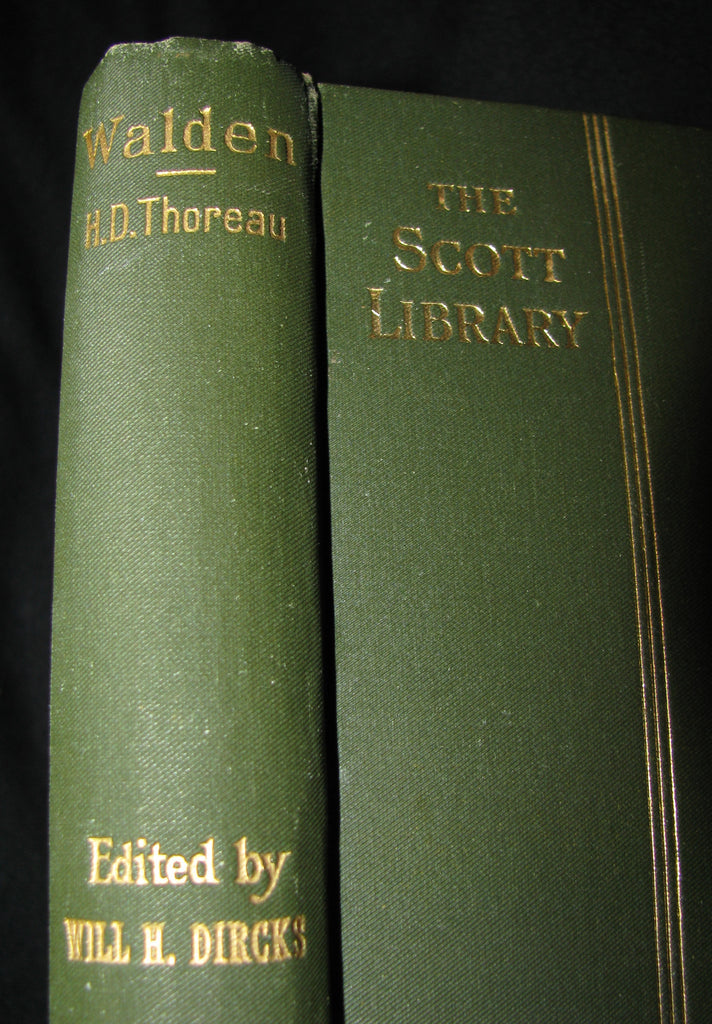 Walden
H.D. Thoreau
Edited by
WILL H. DIRCKS
THE
SCOTT
LIBRARY